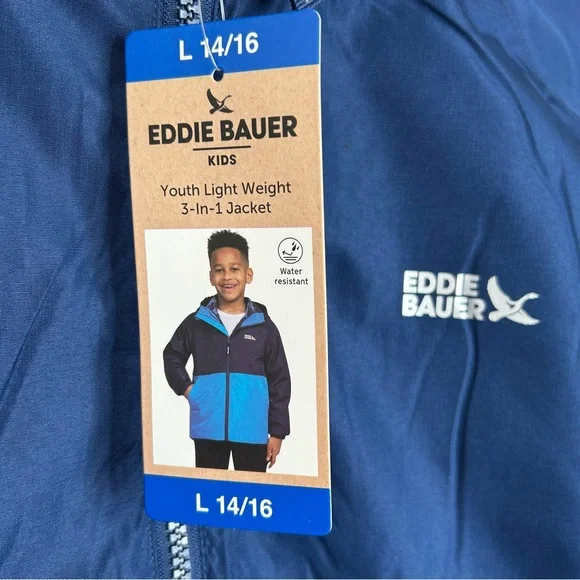 L 14/16
EDDIE BAUER
KIDS
Youth Light Weight
3-In-1 Jacket
Water
resistant
L 14/16
EDDIE
BAUER